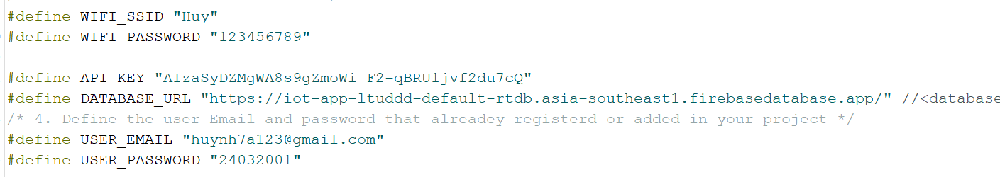 #define WIFI_SSID "Huy"
#define WIFI_PASSWORD "123456789"
#define API_KEY "AIzaSyDZMgWA8s9gZmoWi_F2-qBRU1jvf2du7cQ"
#define DATABASE_URL "https://iot-app-ltuddd-default-rtdb.asia-southeast1.firebasedatabase.app/" //<database
/* 4. Define the user Email and password that alreadey registerd or added in your project */
#define USER_EMAIL "huynh7a123@gmail.com"
#define USER_PASSWORD "24032001"